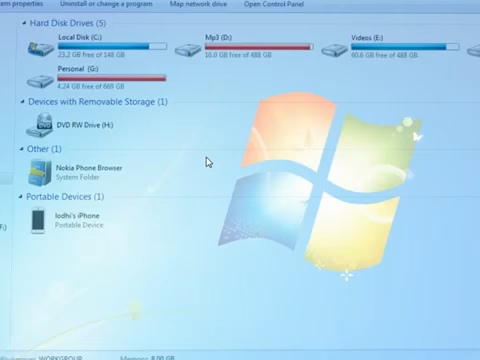 em properties Uninstall or change a program Map network drive Open Control Panel
Hard Disk Drives (5)
Local Disk (C:)
23.2 GB free of 148 GB
Mp3 (D:)
16.0 GB free of 488 GB
Videos (E:)
60.6 GB free of 488 GB
Personal (G:)
4.24 GB free of 669 GB
Devices with Removable Storage (1)
DVD RW Drive (H:)
Other (1)
Nokia Phone Browser
System Folder
Portable Devices (1)
lodhi's iPhone
Portable Device
F:)
WORKGROUP Memory: 8.00 GB